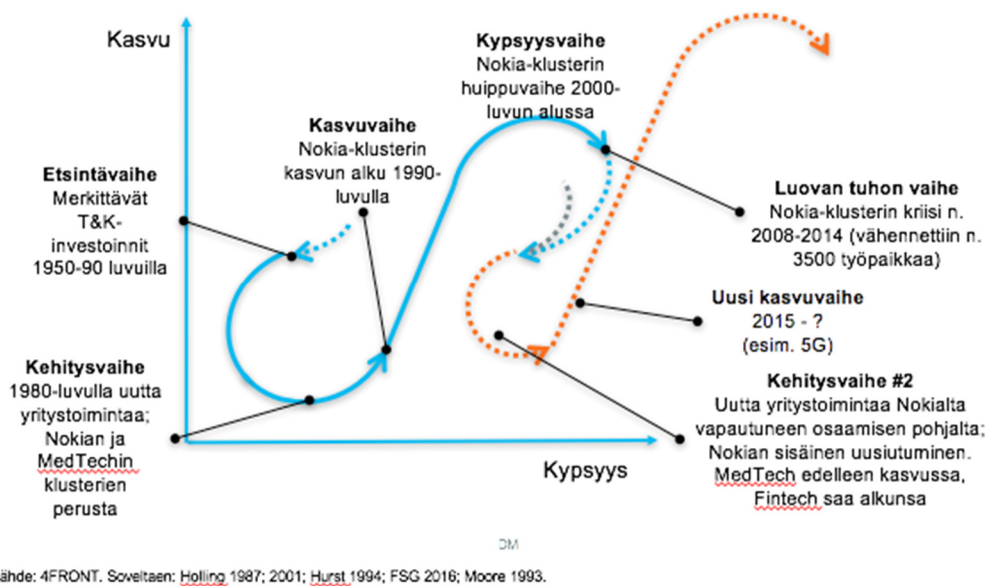 Kasvu
Kypsyysvaihe
Nokia-klusterin
huippuvaihe 2000-
luvun alussa
Kasvuvaihe
Nokia-klusterin
kasvun alku 1990-
luvulla
Etsintävaihe
Merkittävät
T&K-
investoinnit
1950-90 luvuilla
Luovan tuhon vaihe
Nokia-klusterin kriisi n.
2008-2014 (vähennettiin n.
3500 työpaikkaa)
Uusi kasvuvaihe
2015 - ?
(esim. 5G)
Kehitysvaihe
1980-luvulla uutta
yritystoimintaa;
Nokian ja
MedTechin
klusterien
perusta
Kehitysvaihe #2
Uutta yritystoimintaa Nokialta
vapautuneen osaamisen pohjalta;
Nokian sisäinen uusiutuminen.
MedTech edelleen kasvussa,
Fintech saa alkunsa
Kypsyys
DM
ähde: 4FRONT. Soveltaen: Holling 1987; 2001; Hurst 1994; FSG 2016; Moore 1993.